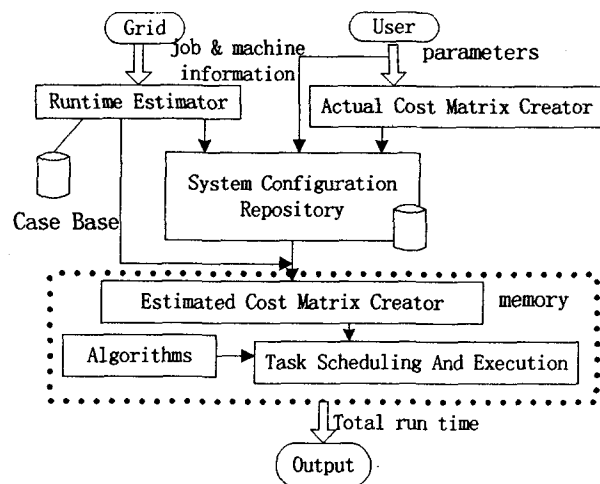 Grid
User
job & machine
information
parameters
Runtime Estimator
Actual Cost Matrix Creator
System Configuration
Repository
Case Base
Estimated Cost Matrix Creator
memory
Algorithms
Task Scheduling And Execution
Total run time
Output